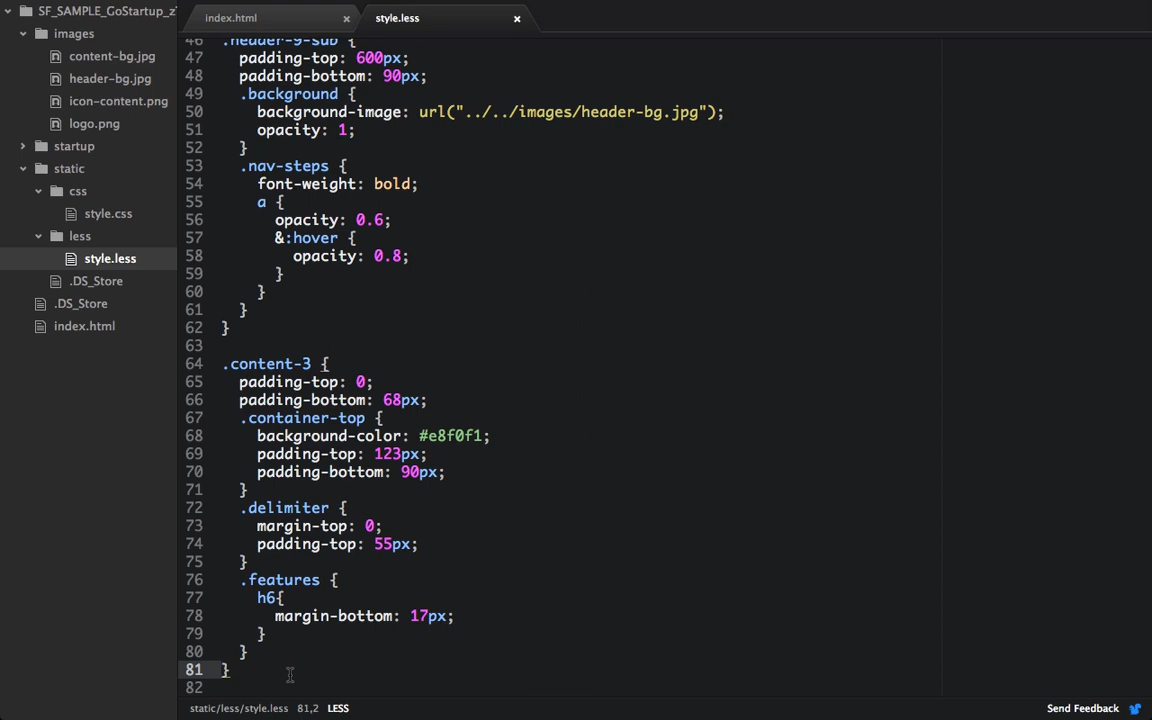 SF_SAMPLE_GoStartup_z
images
content-bg.jpg
header-bg.jpg
icon-content.png
logo.png
startup
static
css
style.css
less
style.less
.DS_Store
.DS_Store
index.html
index.html ×
style.less ×
46 .header-9-sub {
47 padding-top: 600px;
48 padding-bottom: 90px;
49 .background {
50 background-image: url("../../images/header-bg.jpg");
51 opacity: 1;
52 }
53 .nav-steps {
54 font-weight: bold;
55 a {
56 opacity: 0.6;
57 &:hover {
58 opacity: 0.8;
59 }
60 }
61 }
62 }
63
64 .content-3 {
65 padding-top: 0;
66 padding-bottom: 68px;
67 .container-top {
68 background-color: #e8f0f1;
69 padding-top: 123px;
70 padding-bottom: 90px;
71 }
72 .delimiter {
73 margin-top: 0;
74 padding-top: 55px;
75 }
76 .features {
77 h6{
78 margin-bottom: 17px;
79 }
80 }
81 }
82
static/less/style.less 81,2 LESS
Send Feedback